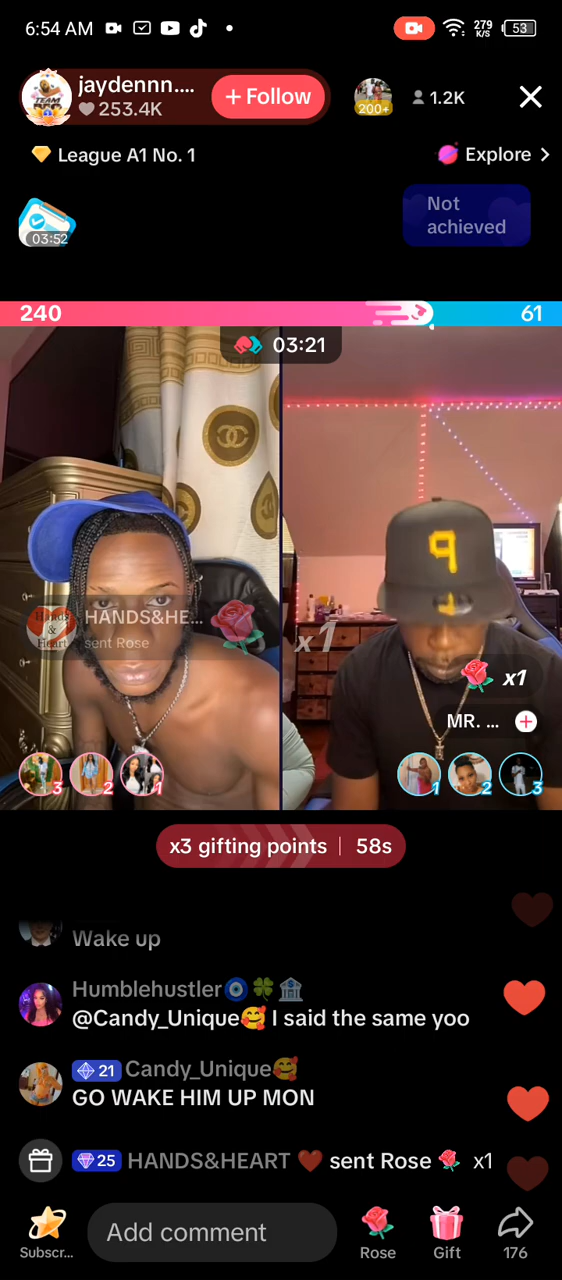 6:54 AM
279
K/S
53
jaydennn....
253.4K
+ Follow
200+
1.2K
League A1 No. 1
Explore
03:52
Not
achieved
240
61
03:21
HANDS&HE...
sent Rose
Hands
&
Heart
x1
x1
MR. ...
3
2
1
1
2
3
x3 gifting points
58s
Wake up
Humblehustler
@Candy_Unique I said the same yoo
21 Candy_Unique
GO WAKE HIM UP MON
25 HANDS&HEART sent Rose x1
Add comment
Subscr...
Rose
Gift
176